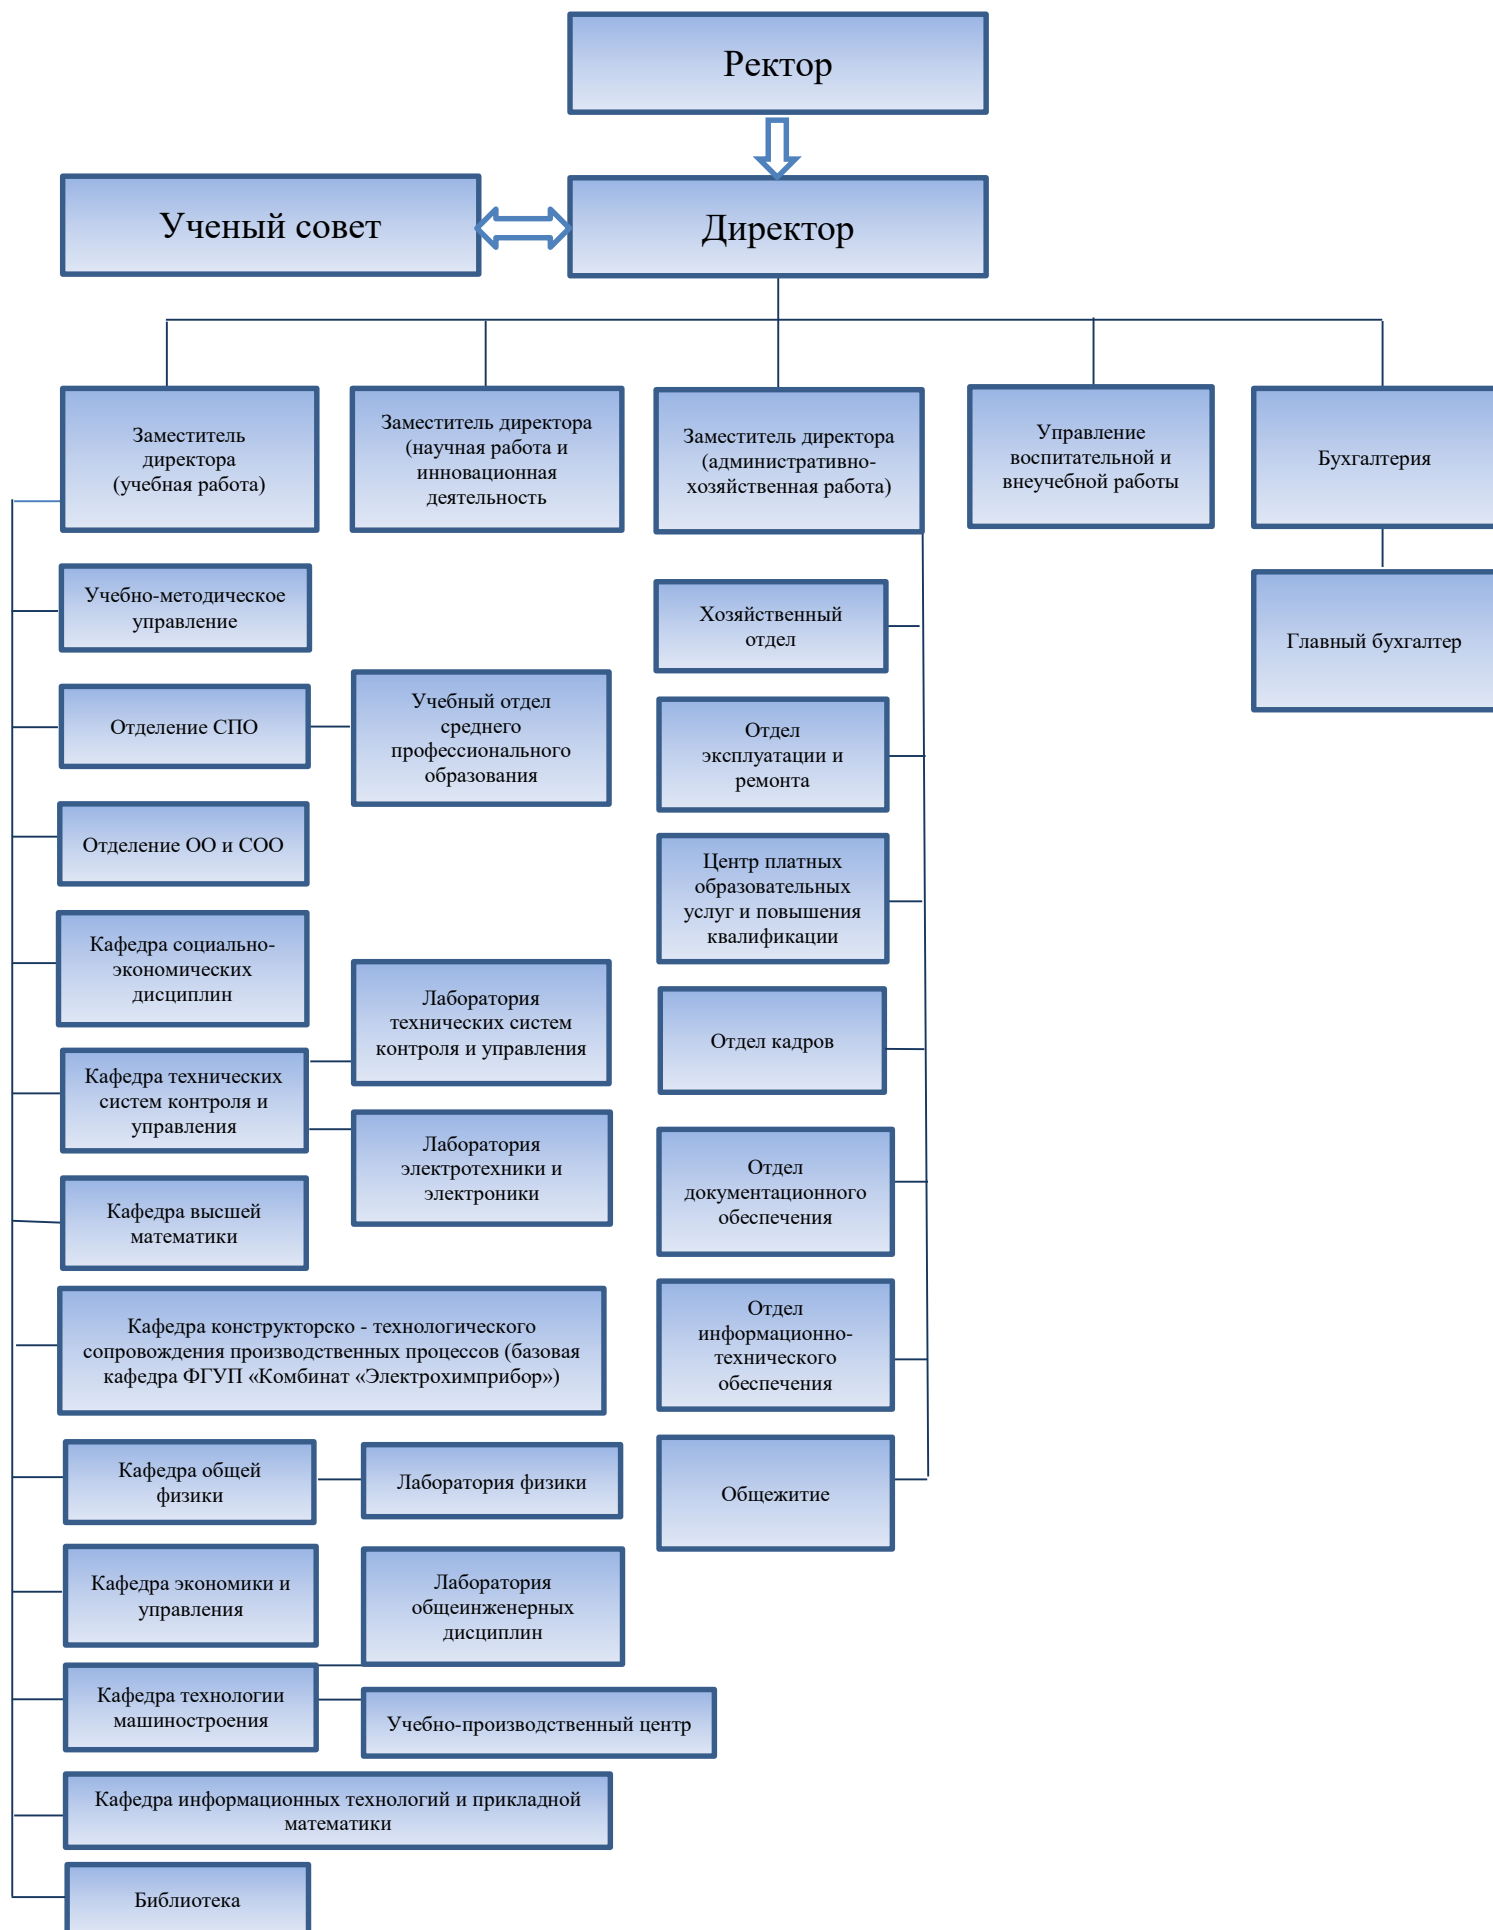 Ректор
Ученый совет
Директор
Заместитель
директора
(учебная работа)
Заместитель директора
(научная работа и
инновационная
деятельность
Заместитель директора
(административно-
хозяйственная работа)
Управление
воспитательной и
внеучебной работы
Бухгалтерия
Учебно-методическое
управление
Хозяйственный
отдел
Главный бухгалтер
Отделение СПО
Учебный отдел
среднего
профессионального
образования
Отдел
эксплуатации и
ремонта
Отделение ОО и СОО
Центр платных
образовательных
услуг и повышения
квалификации
Кафедра социально-
экономических
дисциплин
Лаборатория
технических систем
контроля и управления
Отдел кадров
Кафедра технических
систем контроля и
управления
Лаборатория
электротехники и
электроники
Отдел
документационного
обеспечения
Кафедра высшей
математики
Кафедра конструкторско - технологического
сопровождения производственных процессов (базовая
кафедра ФГУП «Комбинат «Электрохимприбор»)
Отдел
информационно-
технического
обеспечения
Кафедра общей
физики
Лаборатория физики
Общежитие
Кафедра экономики и
управления
Лаборатория
общеинженерных
дисциплин
Кафедра технологии
машиностроения
Учебно-производственный центр
Кафедра информационных технологий и прикладной
математики
Библиотека